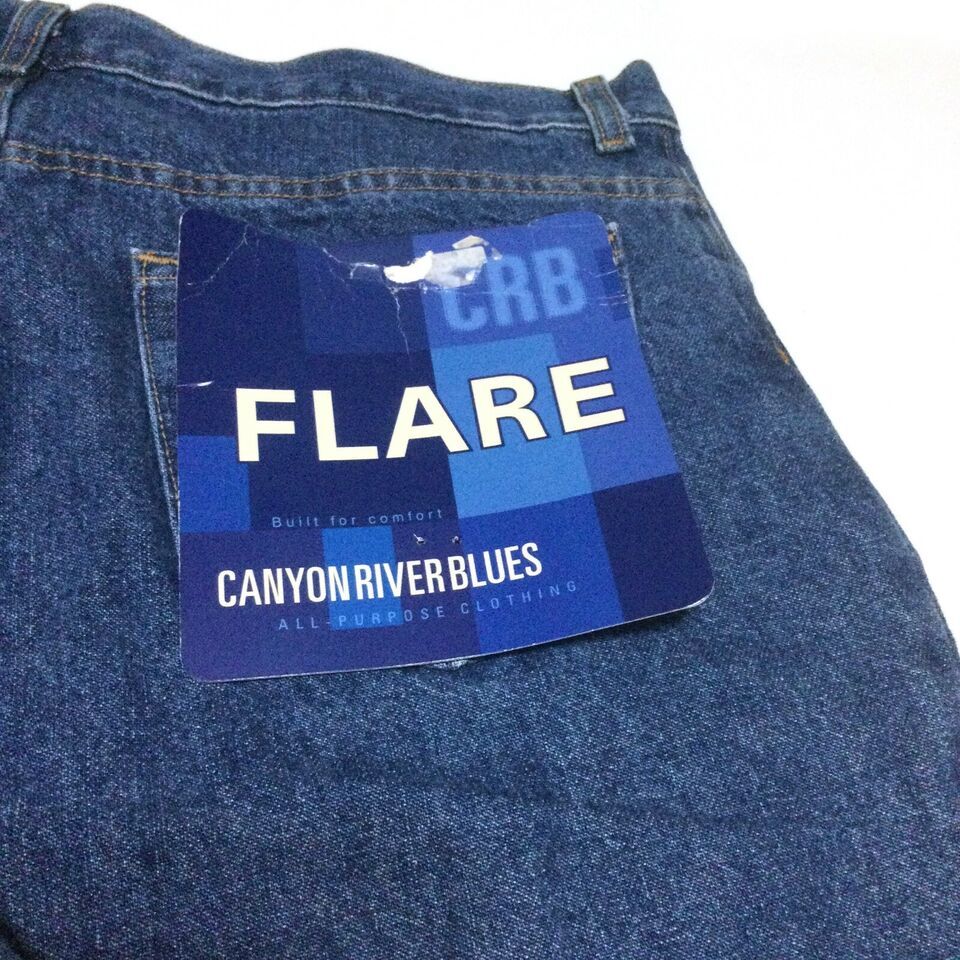 CRB
FLARE
Built for comfort
CANYON RIVER BLUES
ALL-PURPOSE CLOTHING